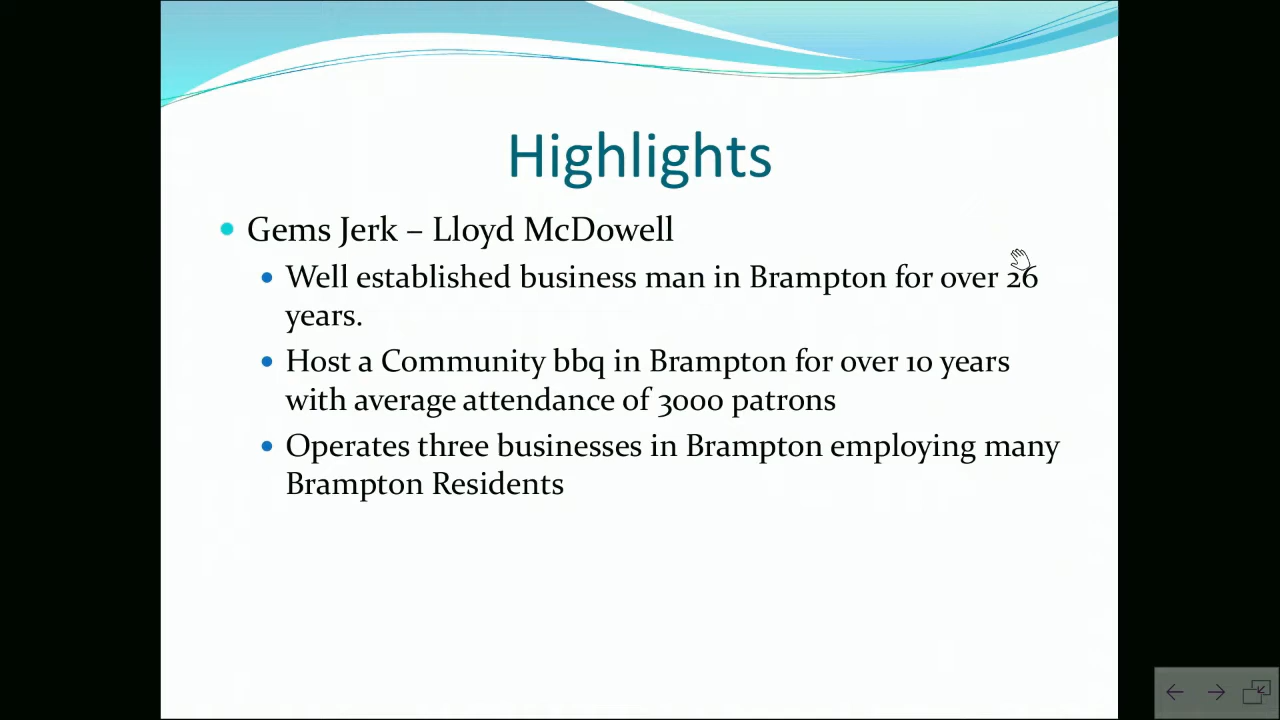 Highlights
Gems Jerk – Lloyd McDowell
Well established business man in Brampton for over 26
years.
Host a Community bbq in Brampton for over 10 years
with average attendance of 3000 patrons
Operates three businesses in Brampton employing many
Brampton Residents